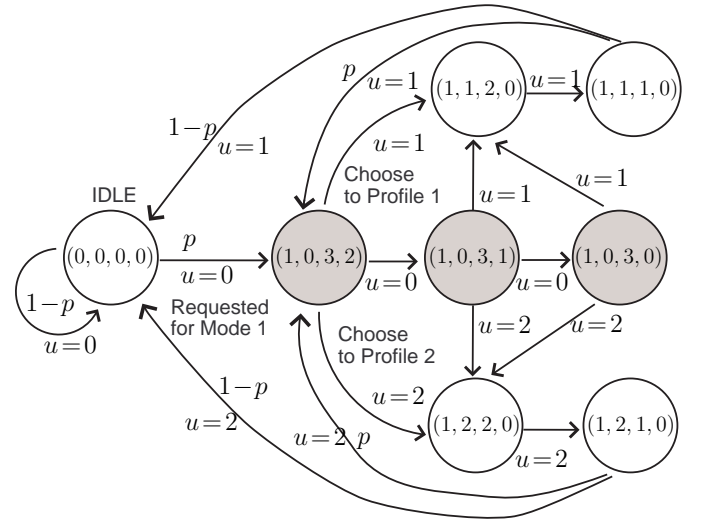 p
u=1
(1, 1, 2, 0)
u=1
(1, 1, 1, 0)
1−p
u=1
u=1
Choose
to Profile 1
u=1
u=1
IDLE
(0, 0, 0, 0)
p
u=0
(1, 0, 3, 2)
u=0
(1, 0, 3, 1)
u=0
(1, 0, 3, 0)
1−p
u=0
Requested
for Mode 1
Choose
to Profile 2
u=2
u=2
1−p
u=2
u=2
u=2
p
(1, 2, 2, 0)
u=2
(1, 2, 1, 0)